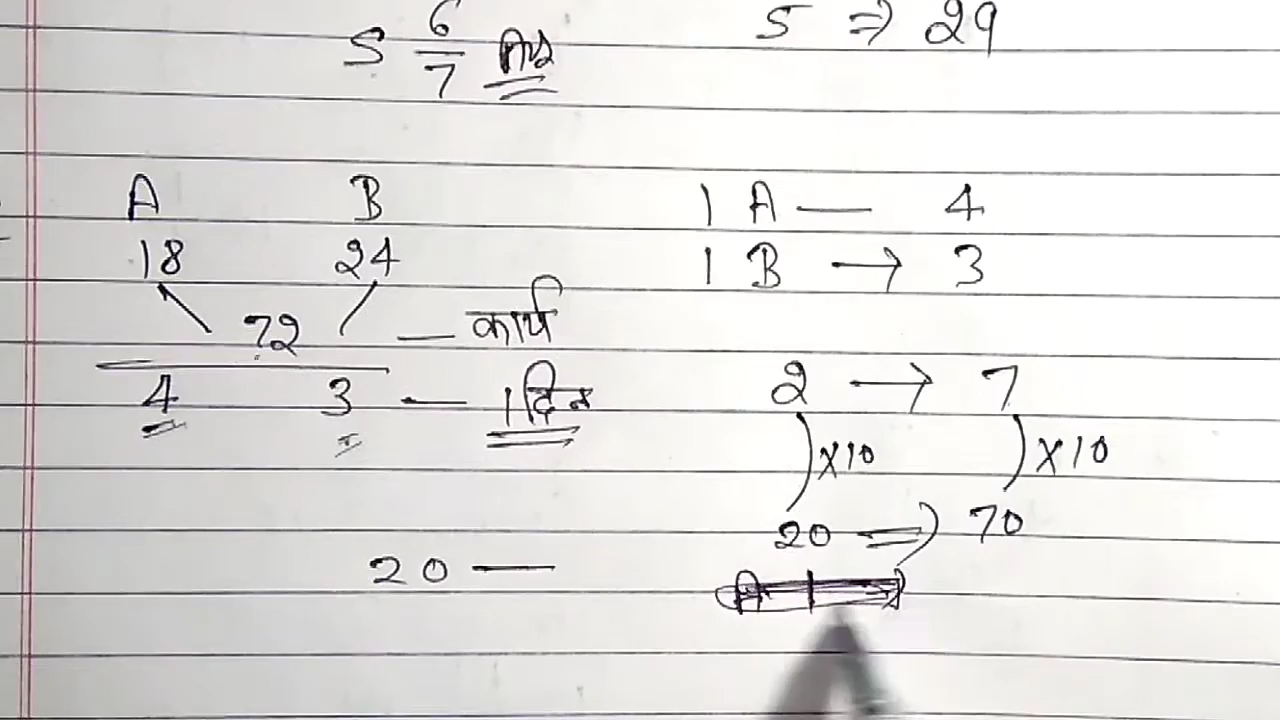 5 6/7 Ans
5 ⇒ 29
A B
18 24
72 — कार्य
4 3 — 1 दिन
1 A — 4
1 B → 3
2 → 7
×10 ×10
20 ⇒ 70
20 —